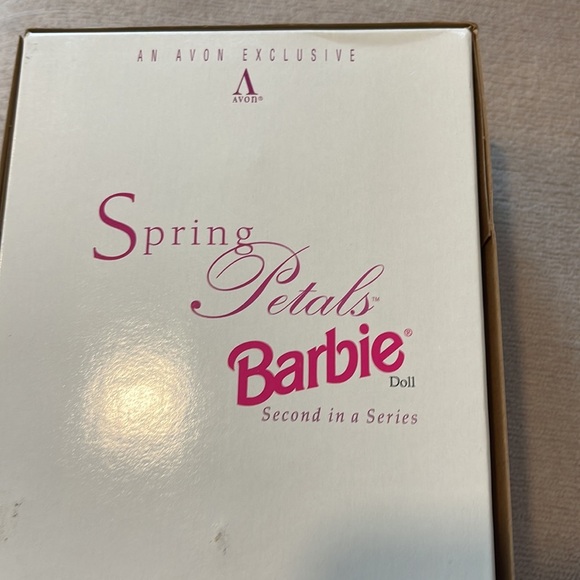 AN AVON EXCLUSIVE
AVON®
Spring
Petals™
Barbie®
Doll
Second in a Series